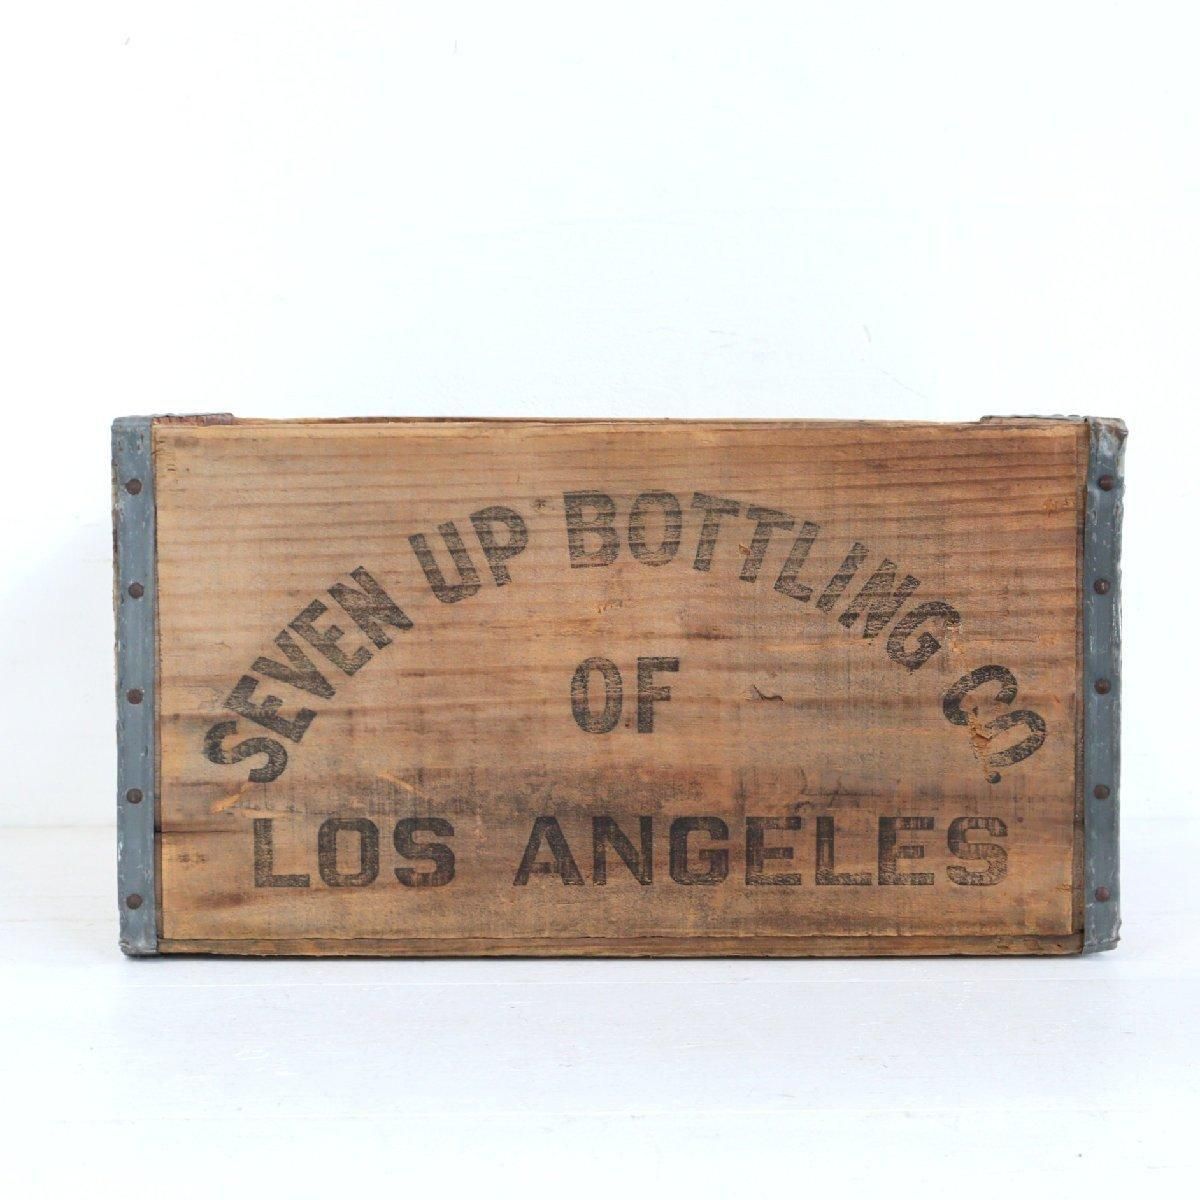 SEVEN UP BOTTLING CO.
OF
LOS ANGELES